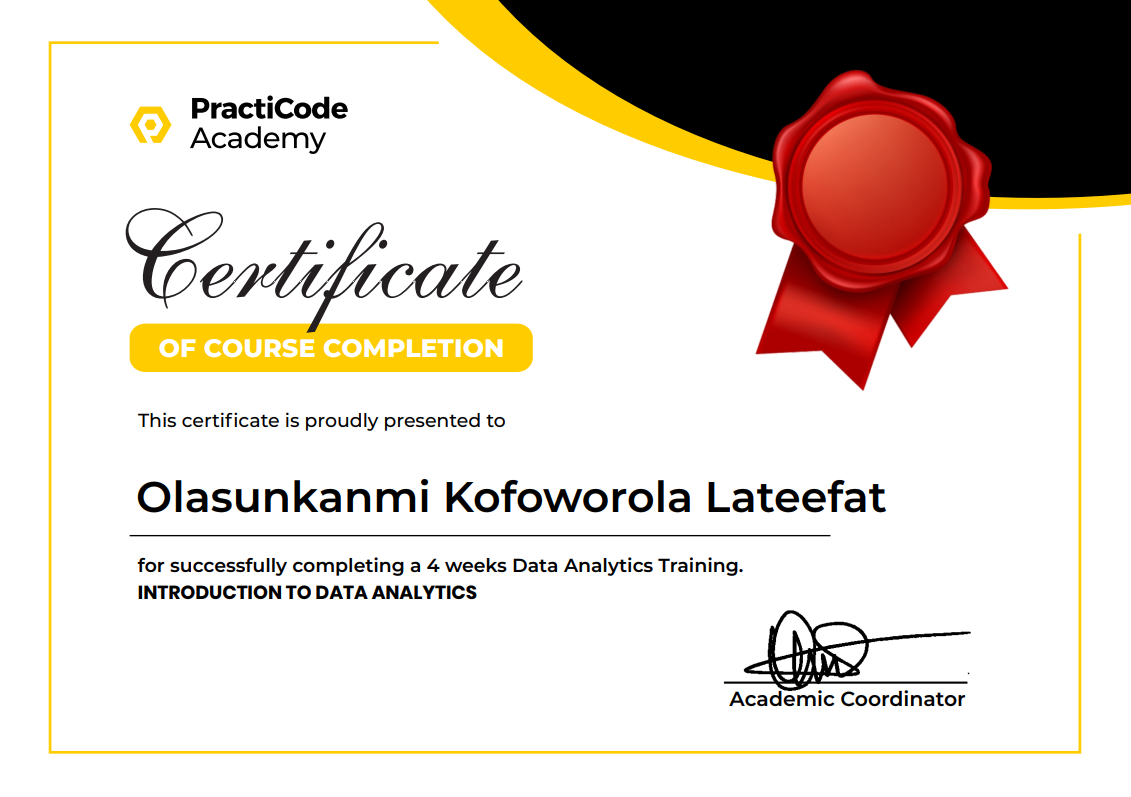 PractiCode
Academy
Certificate
OF COURSE COMPLETION
This certificate is proudly presented to
Olasunkanmi Kofoworola Lateefat
for successfully completing a 4 weeks Data Analytics Training.
INTRODUCTION TO DATA ANALYTICS
Academic Coordinator